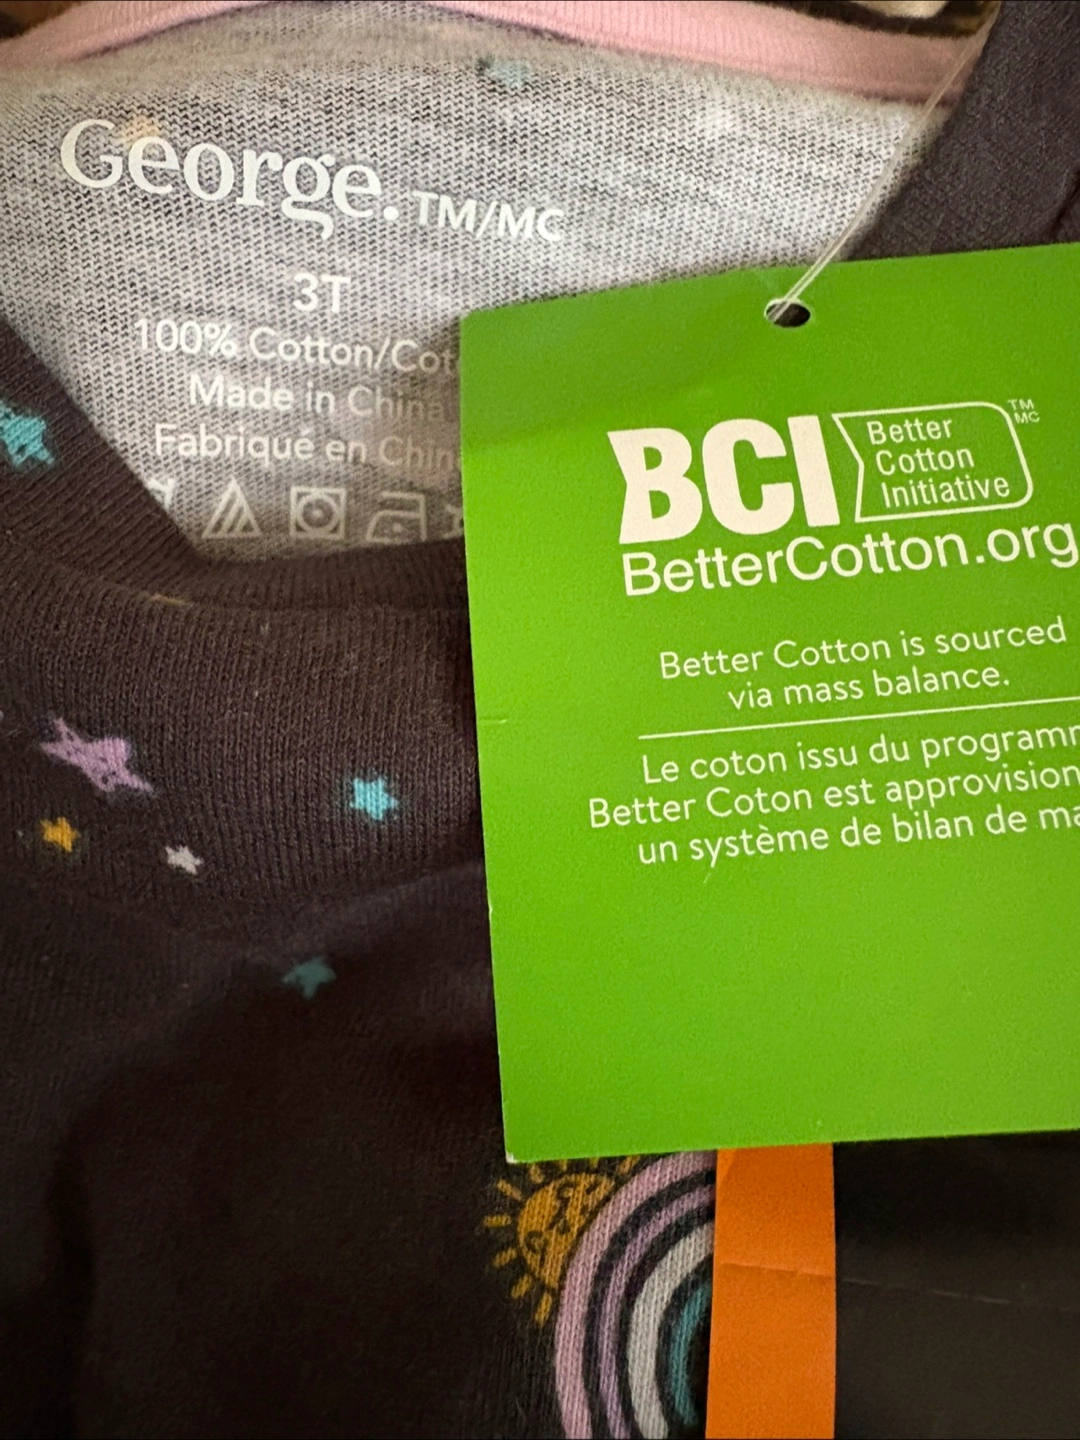 George. TM/MC
3T
100% Cotton/Cot
Made in China
Fabriqué en Chin
BCI
Better
Cotton
Initiative
TM
MC
BetterCotton.org
Better Cotton is sourced
via mass balance.
Le coton issu du programm
Better Coton est approvision
un système de bilan de ma